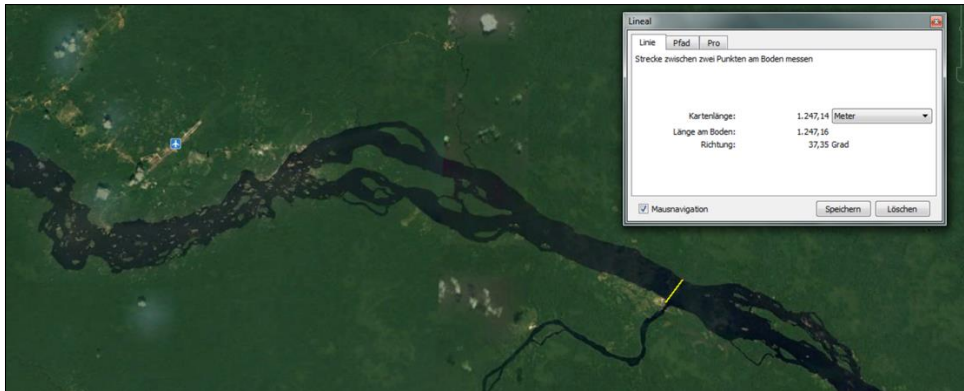 Lineal
Linie Pfad Pro
Strecke zwischen zwei Punkten am Boden messen
Kartenlänge: 1.247,14 Meter
Länge am Boden: 1.247,16
Richtung: 37,35 Grad
Mausnavigation Speichern Löschen